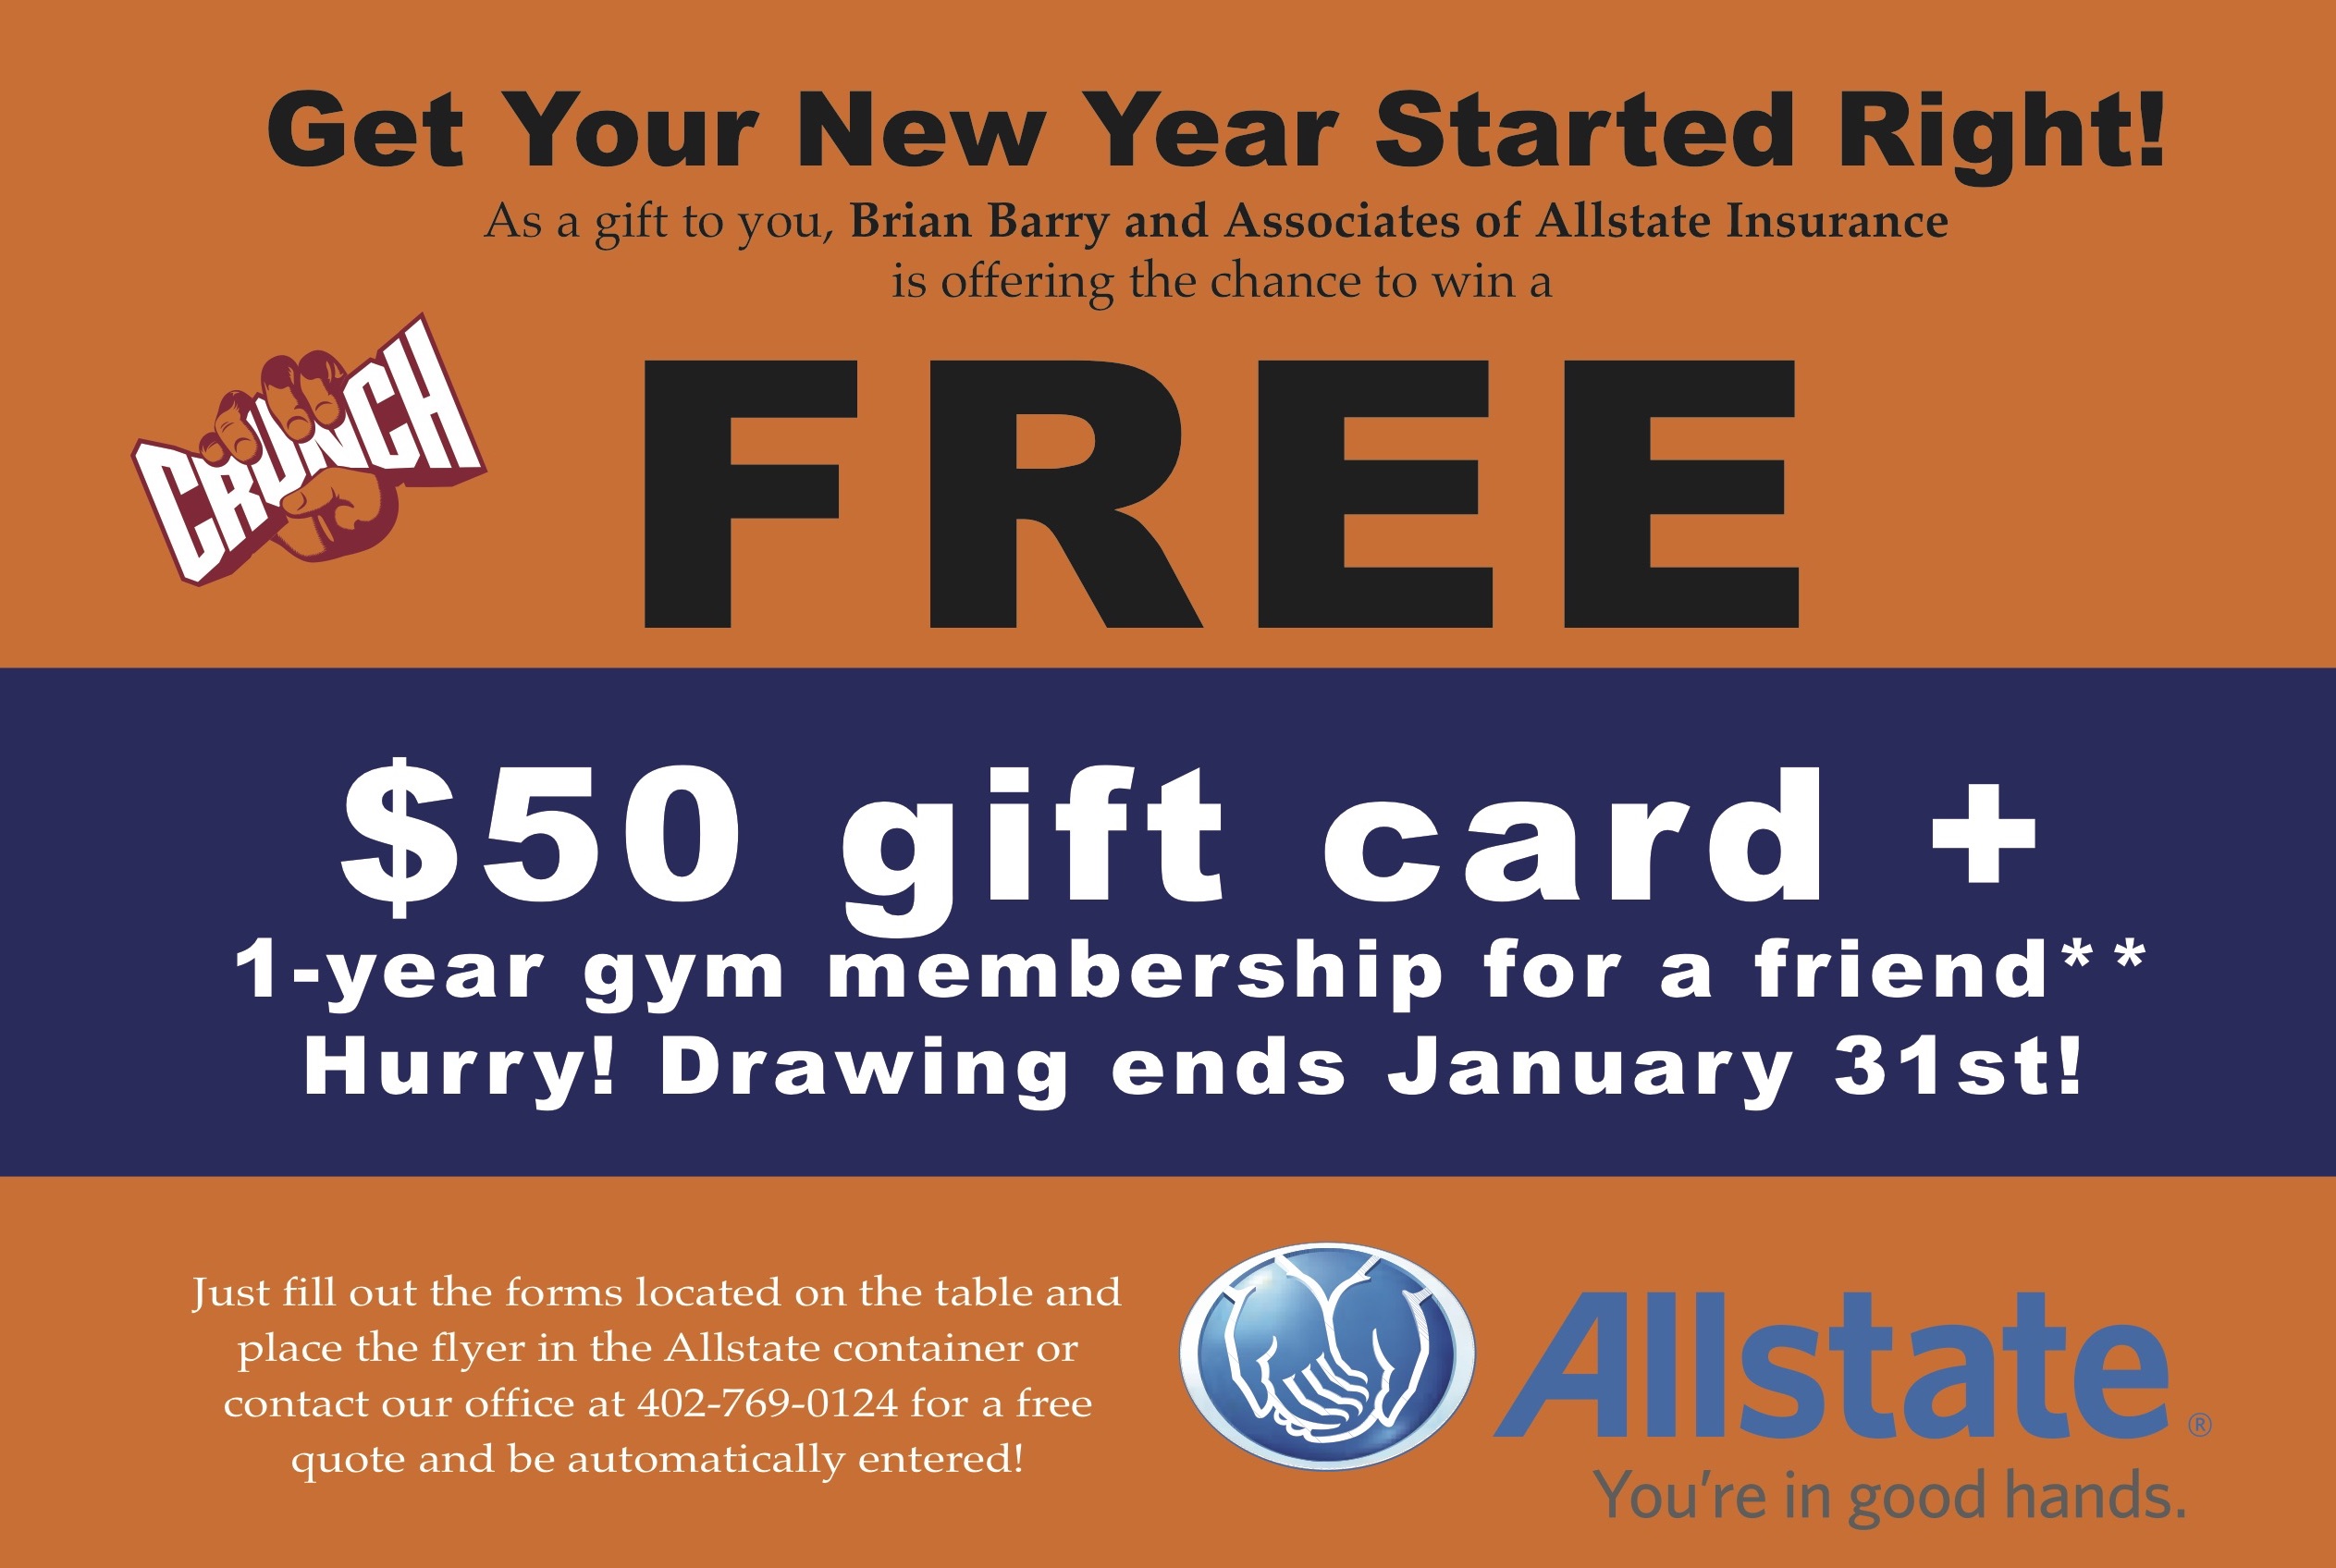 Get Your New Year Started Right!
As a gift to you, Brian Barry and Associates of Allstate Insurance
is offering the chance to win a
CRUNCH
FREE
$50 gift card +
1-year gym membership for a friend**
Hurry! Drawing ends January 31st!
Just fill out the forms located on the table and
place the flyer in the Allstate container or
contact our office at 402-769-0124 for a free
quote and be automatically entered!
Allstate®
You're in good hands.